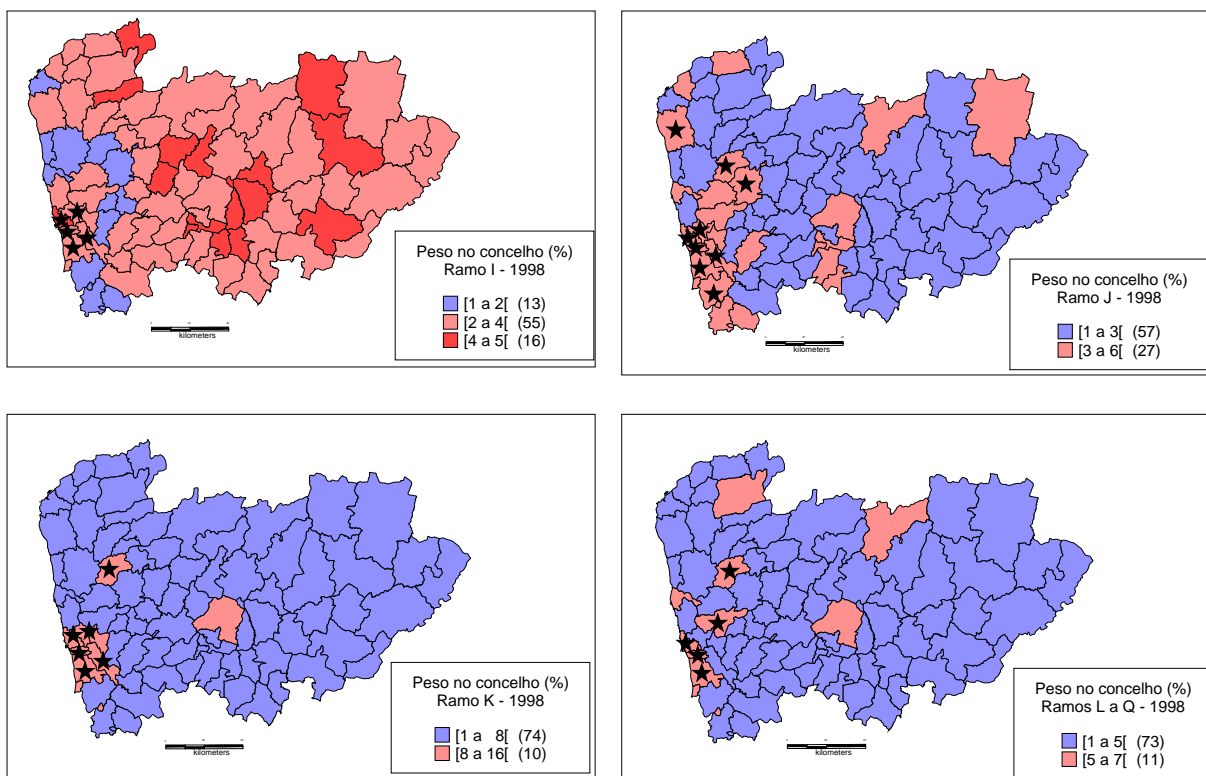 Peso no concelho (%)
Ramo I - 1998
[1 a 2[ (13)
[2 a 4[ (55)
[4 a 5[ (16)
kilometers
Peso no concelho (%)
Ramo J - 1998
[1 a 3[ (57)
[3 a 6[ (27)
kilometers
Peso no concelho (%)
Ramo K - 1998
[1 a 8[ (74)
[8 a 16[ (10)
kilometers
Peso no concelho (%)
Ramos L a Q - 1998
[1 a 5[ (73)
[5 a 7[ (11)
kilometers